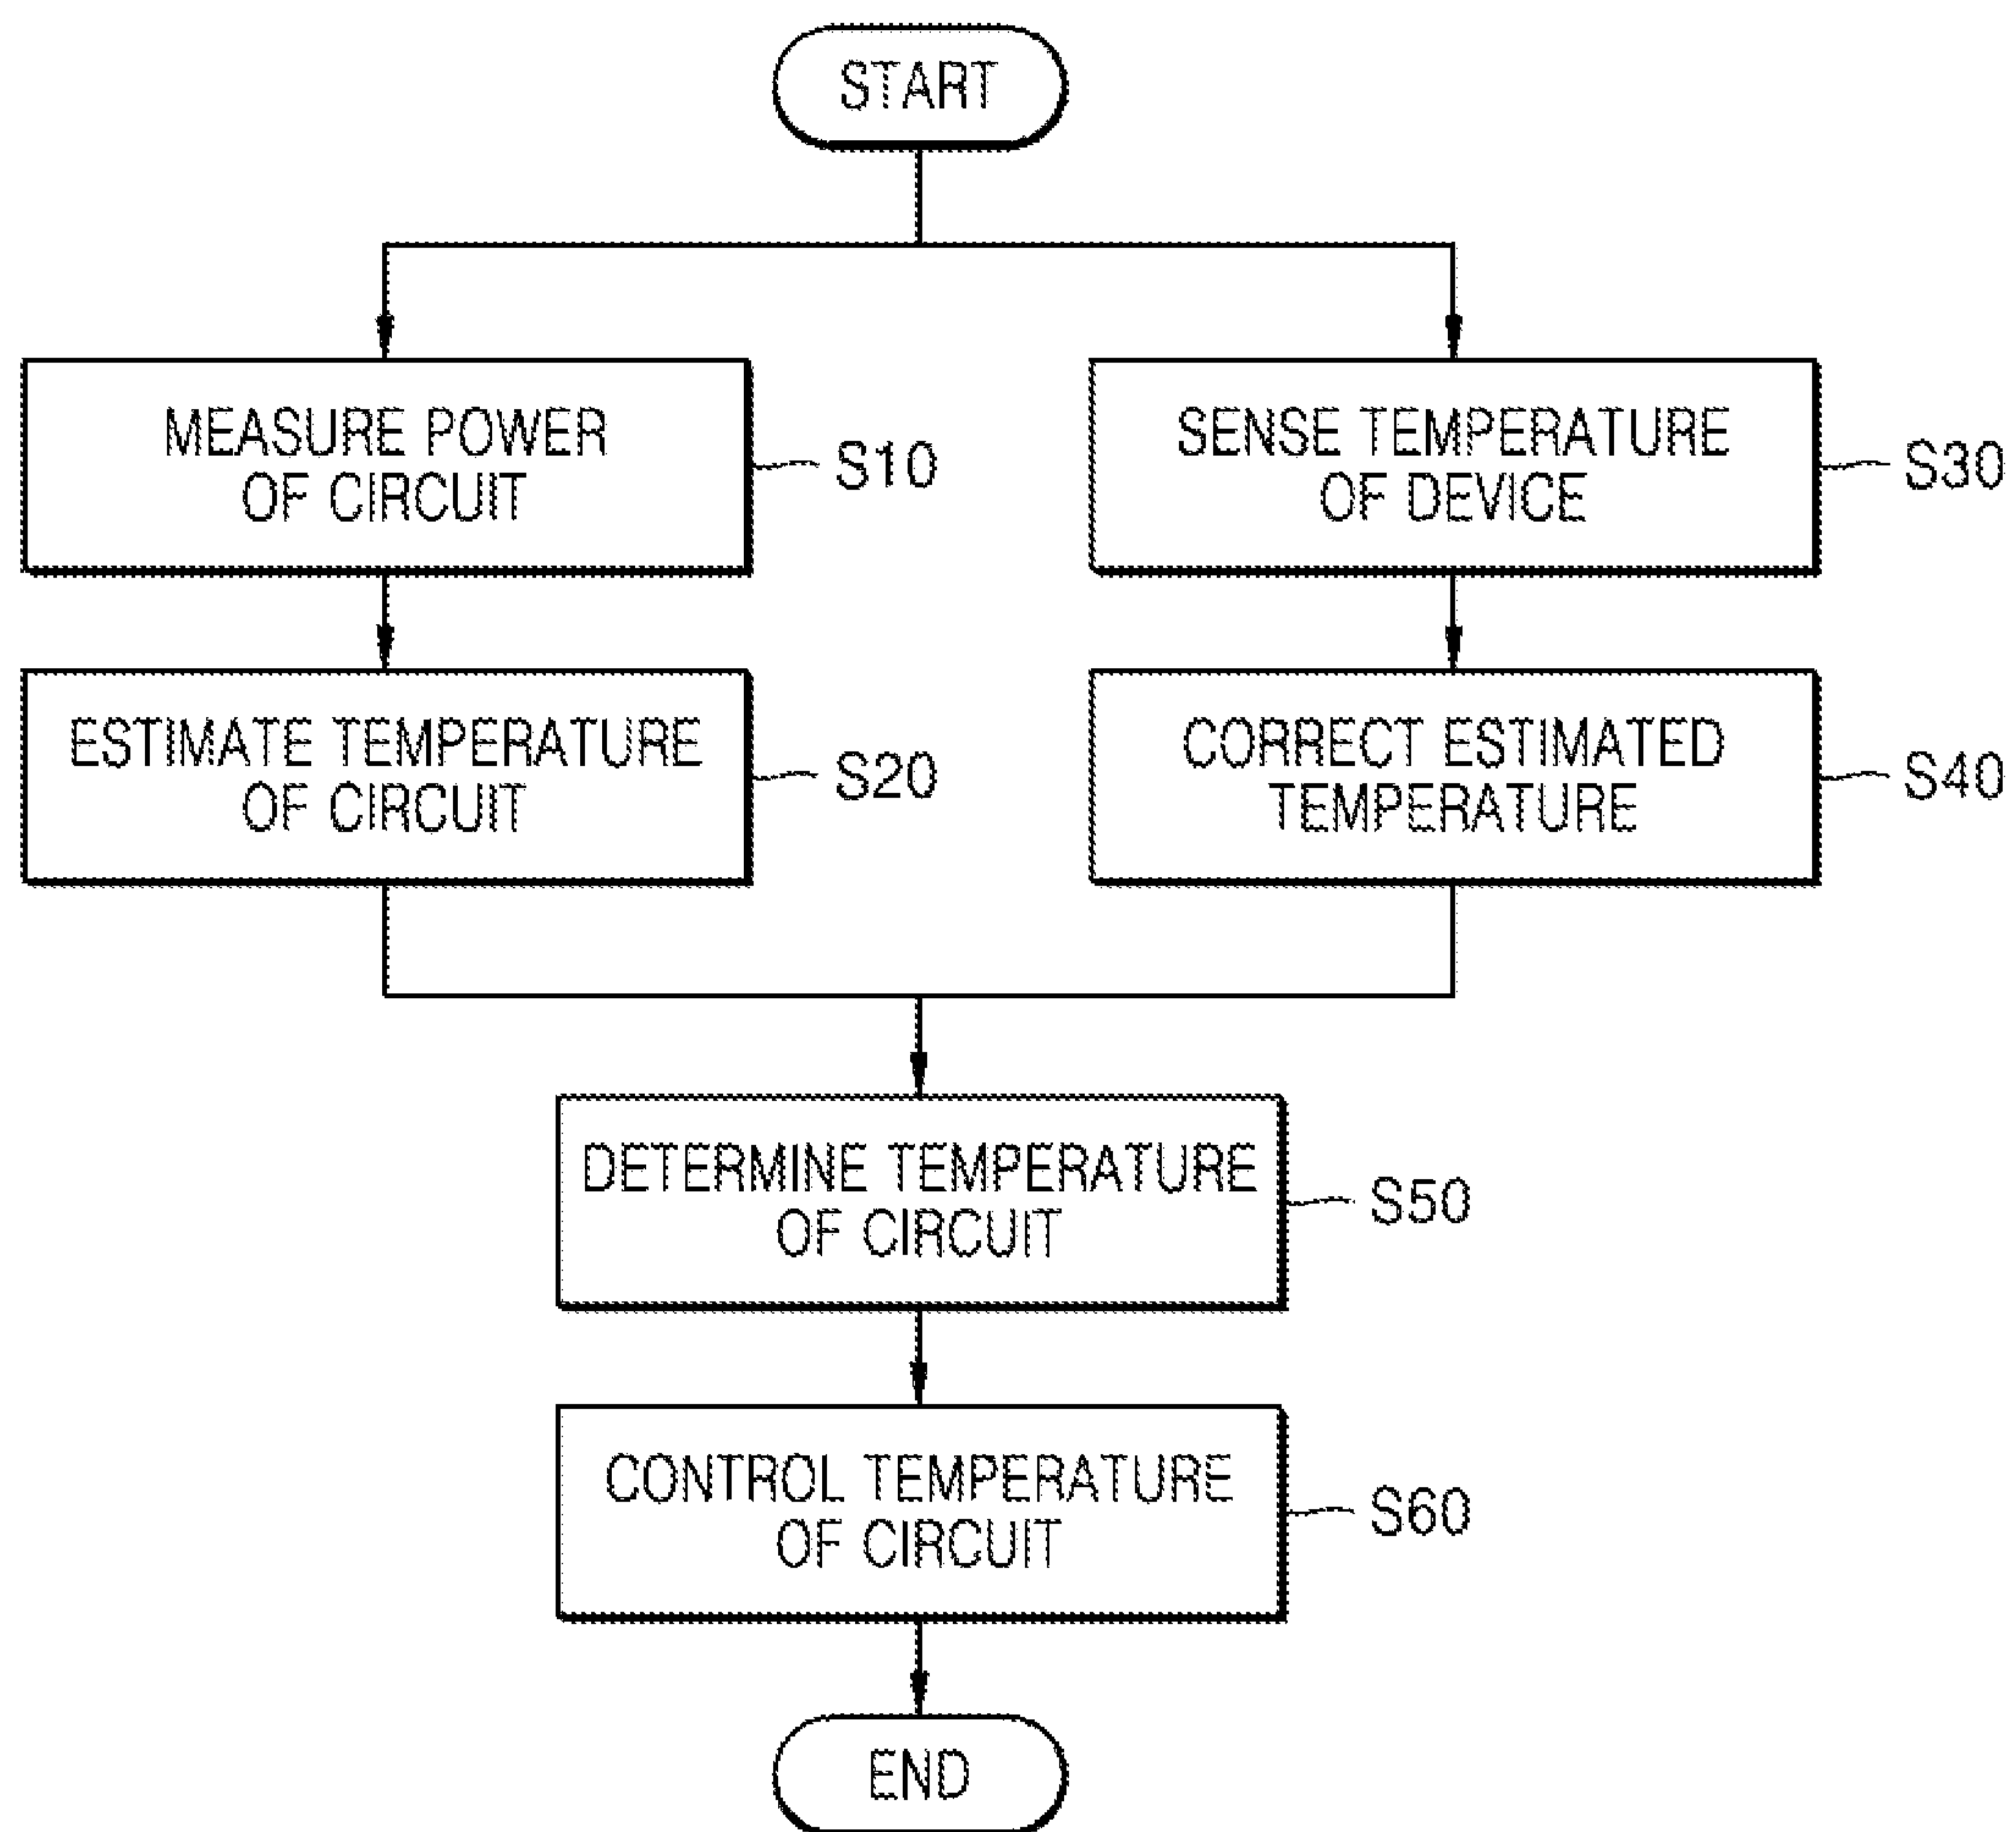 START
MEASURE POWER
OF CIRCUIT
S10
SENSE TEMPERATURE
OF DEVICE
S30
ESTIMATE TEMPERATURE
OF CIRCUIT
S20
CORRECT ESTIMATED
TEMPERATURE
S40
DETERMINE TEMPERATURE
OF CIRCUIT
S50
CONTROL TEMPERATURE
OF CIRCUIT
S60
END